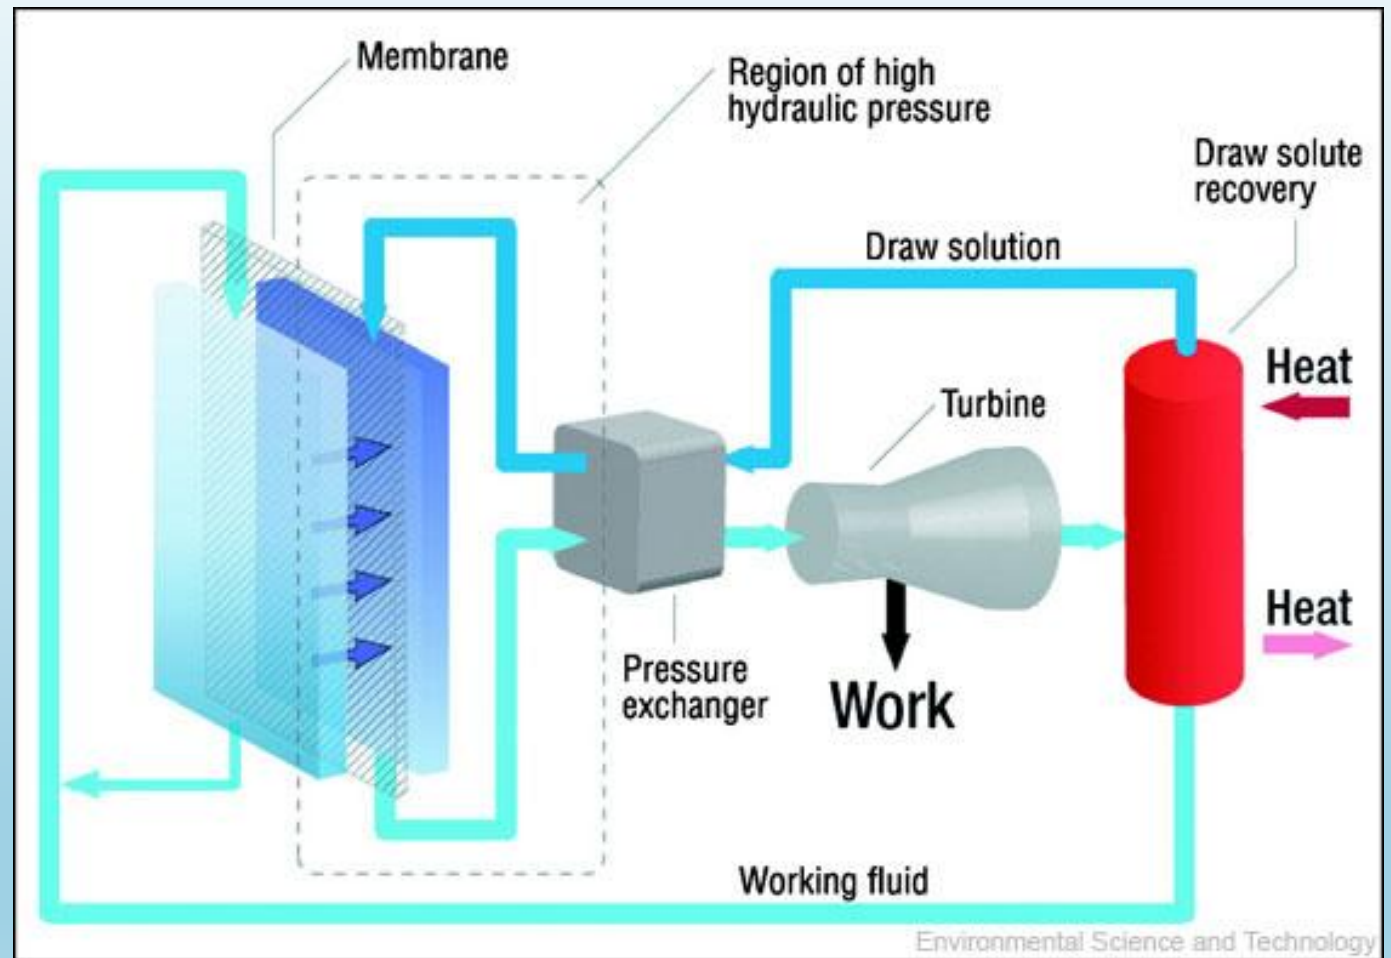 Membrane
Region of high
hydraulic pressure
Draw solute
recovery
Draw solution
Heat
Turbine
Heat
Pressure
exchanger
Work
Working fluid
Environmental Science and Technology